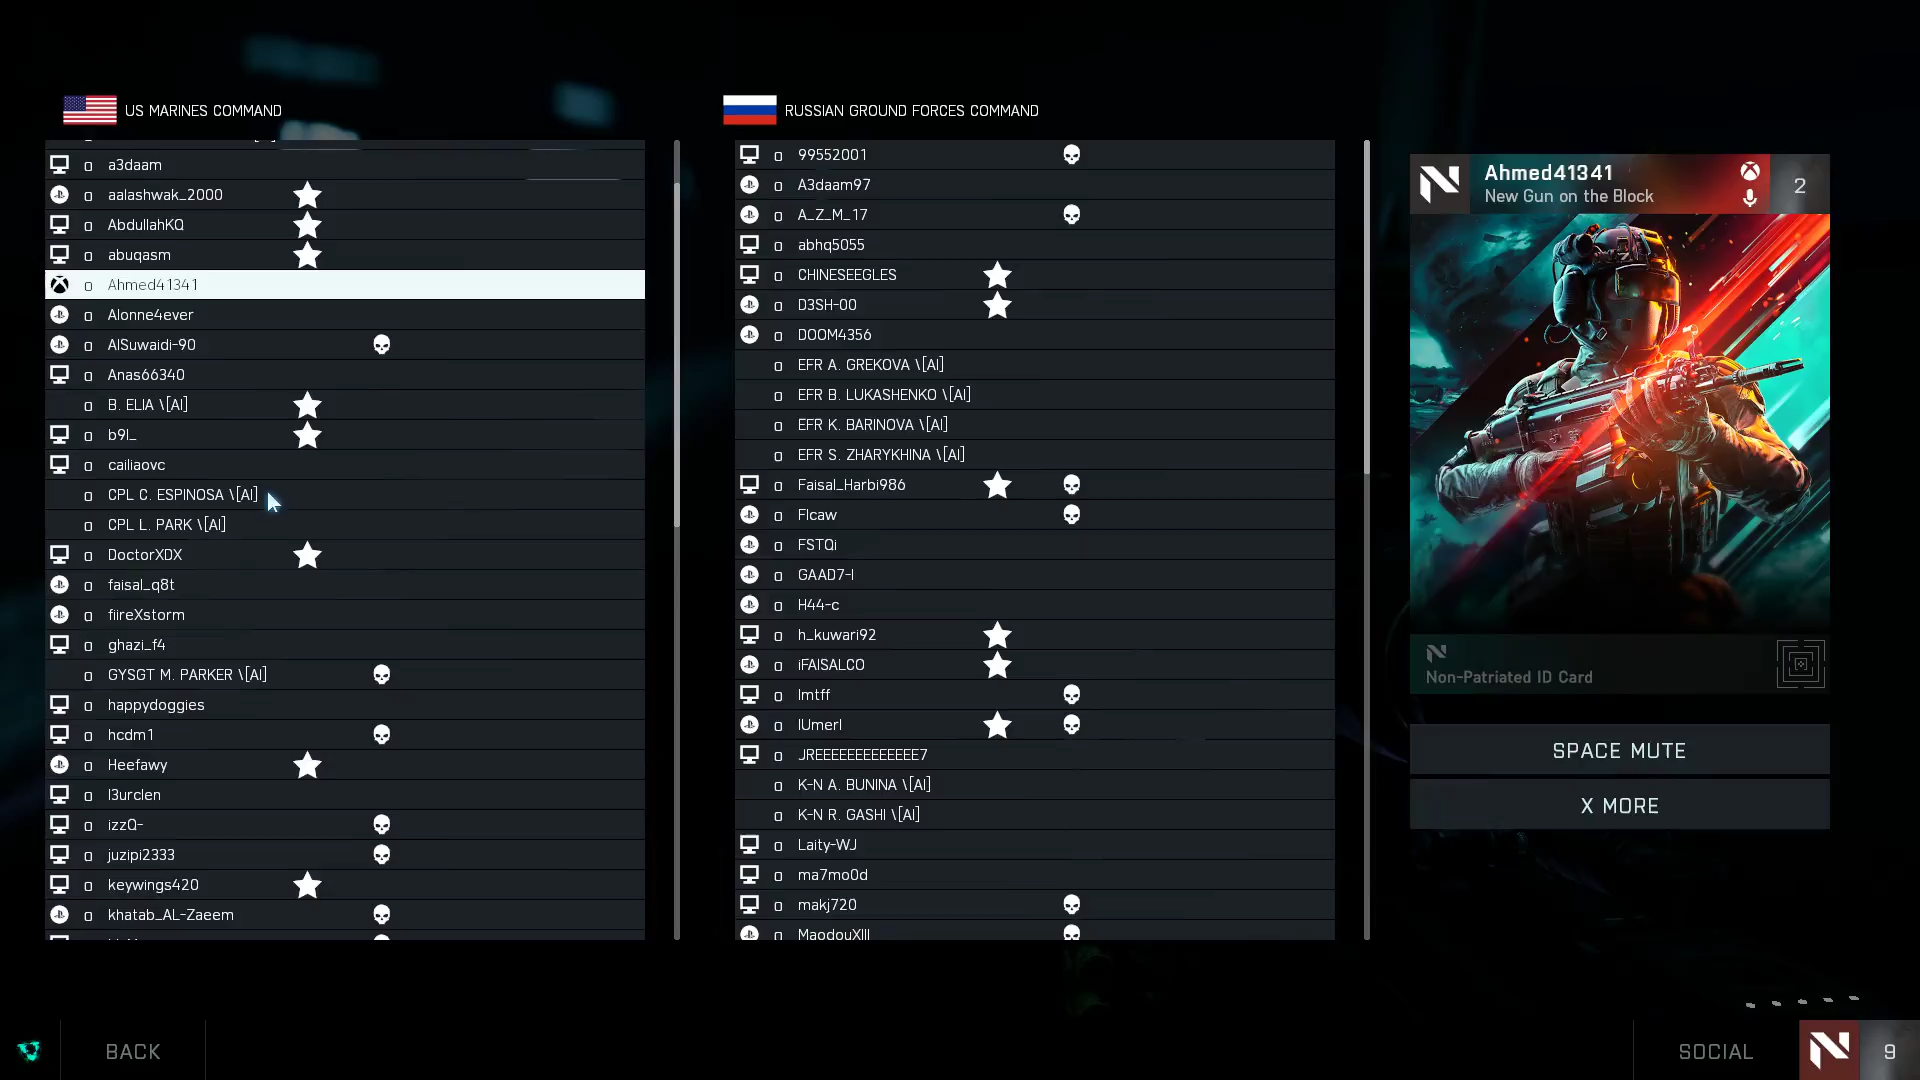 US MARINES COMMAND
a3daam
aalashwak_2000
AbdullahKQ
abuqasm
Ahmed41341
Alonne4ever
AlSuwaidi-90
Anas66340
B. ELIA \[AI]
b9l_
cailiaovc
CPL C. ESPINOSA \[AI]
CPL L. PARK \[AI]
DoctorXDX
faisal_q8t
fiireXstorm
ghazi_f4
GYSGT M. PARKER \[AI]
happydoggies
hcdm1
Heefawy
I3urcIen
izzQ-
juzipi2333
keywings420
khatab_AL-Zaeem
RUSSIAN GROUND FORCES COMMAND
99552001
A3daam97
A_Z_M_17
abhq5055
CHINESEEGLES
D3SH-00
DOOM4356
EFR A. GREKOVA \[AI]
EFR B. LUKASHENKO \[AI]
EFR K. BARINOVA \[AI]
EFR S. ZHARYKHINA \[AI]
Faisal_Harbi986
Flcaw
FSTQi
GAAD7-I
H44-c
h_kuwari92
iFAISALCO
Imtff
IUmerI
JREEEEEEEEEEEEE7
K-N A. BUNINA \[AI]
K-N R. GASHI \[AI]
Laity-WJ
ma7mo0d
makj720
MaodouXIII
Ahmed41341
New Gun on the Block
2
Non-Patriated ID Card
SPACE MUTE
X MORE
BACK
SOCIAL
9